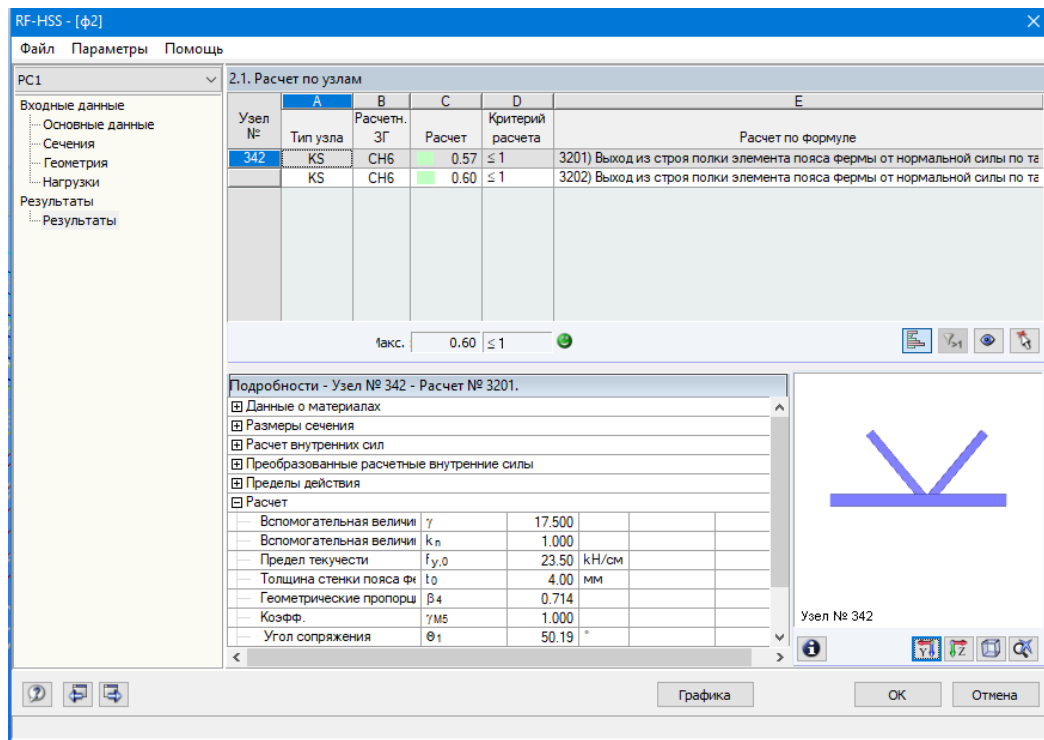 RF-HSS - [ф2]
Файл Параметры Помощь
РС1
Входные данные
Основные данные
Сечения
Геометрия
Нагрузки
Результаты
Результаты
2.1. Расчет по узлам
A B C D E
Узел № Тип узла Расчетн. ЗГ Расчет Критерий расчета Расчет по формуле
342 KS СН6 0.57 ≤ 1 3201) Выход из строя полки элемента пояса фермы от нормальной силы по та
KS СН6 0.60 ≤ 1 3202) Выход из строя полки элемента пояса фермы от нормальной силы по та
Макс. 0.60 ≤ 1
>1
Подробности - Узел № 342 - Расчет № 3201.
Данные о материалах
Размеры сечения
Расчет внутренних сил
Преобразованные расчетные внутренние силы
Пределы действия
Расчет
Вспомогательная величи γ 17.500
Вспомогательная величи kn 1.000
Предел текучести fy,0 23.50 kН/см
Толщина стенки пояса фе t0 4.00 мм
Геометрические пропорц β4 0.714
Коэфф. γM5 1.000
Угол сопряжения Θ1 50.19 °
Узел № 342
Y Z
Графика ОК Отмена